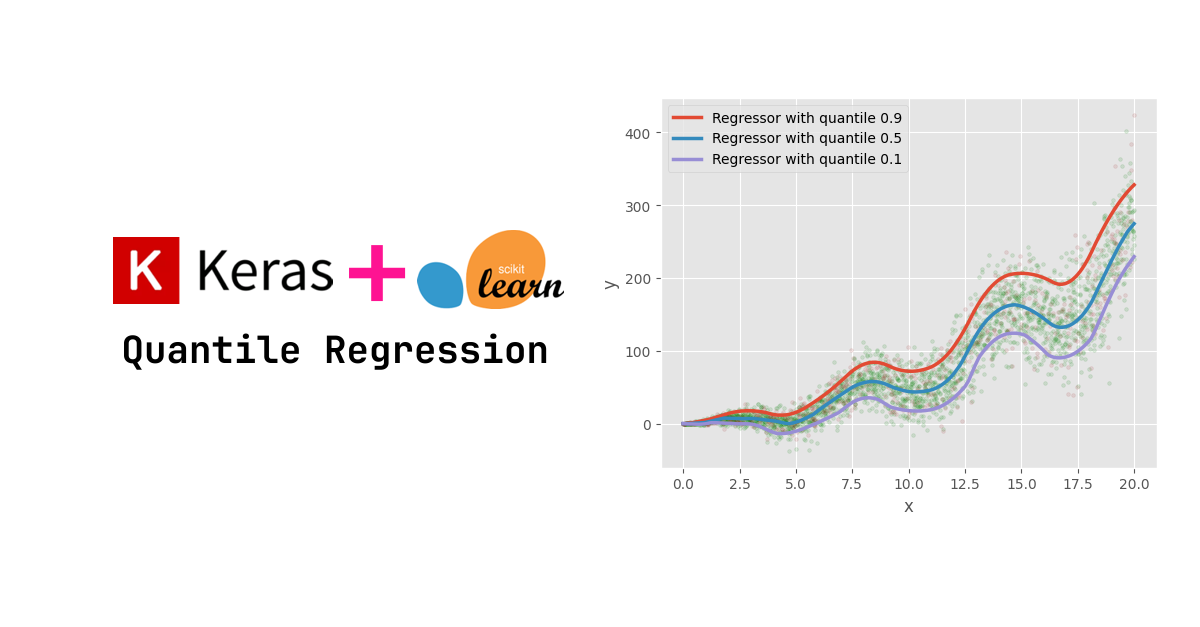 K Keras
scikit
learn
Quantile Regression
Regressor with quantile 0.9
Regressor with quantile 0.5
Regressor with quantile 0.1
400
300
200
100
0
y
0.0 2.5 5.0 7.5 10.0 12.5 15.0 17.5 20.0
x